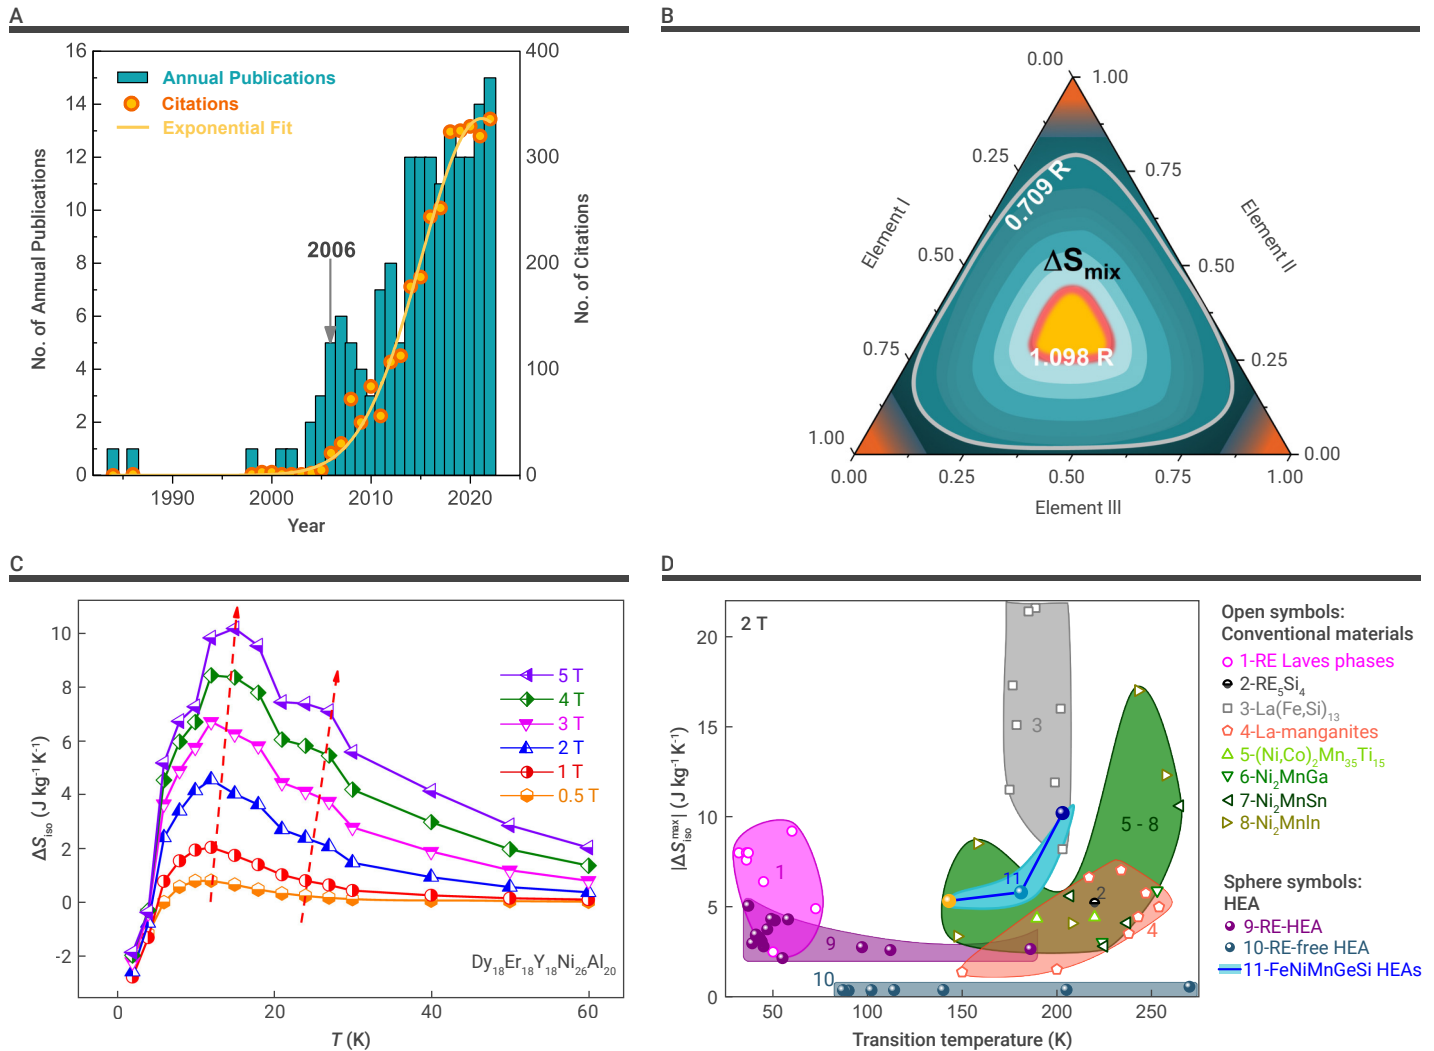 A
16
14
12
10
8
6
4
2
0
400
300
200
100
0
No. of Annual Publications
No. of Citations
Annual Publications
Citations
Exponential Fit
2006
1990
2000
2010
2020
Year
B
0.00
1.00
0.25
0.75
0.50
0.50
0.75
0.25
1.00
0.00
0.00
0.25
0.50
0.75
1.00
Element I
Element II
Element III
0.709 R
ΔSmix
1.098 R
C
10
8
6
4
2
0
-2
ΔSiso (J kg-1 K-1)
5 T
4 T
3 T
2 T
1 T
0.5 T
Dy18Er18Y18Ni26Al20
0
20
40
60
T (K)
D
2 T
20
15
10
5
0
|ΔSisomax| (J kg-1 K-1)
1
3
5 - 8
11
2
9
4
10
50
100
150
200
250
Transition temperature (K)
Open symbols:
Conventional materials
1-RE Laves phases
2-RE5Si4
3-La(Fe,Si)13
4-La-manganites
5-(Ni,Co)2Mn35Ti15
6-Ni2MnGa
7-Ni2MnSn
8-Ni2MnIn
Sphere symbols:
HEA
9-RE-HEA
10-RE-free HEA
11-FeNiMnGeSi HEAs